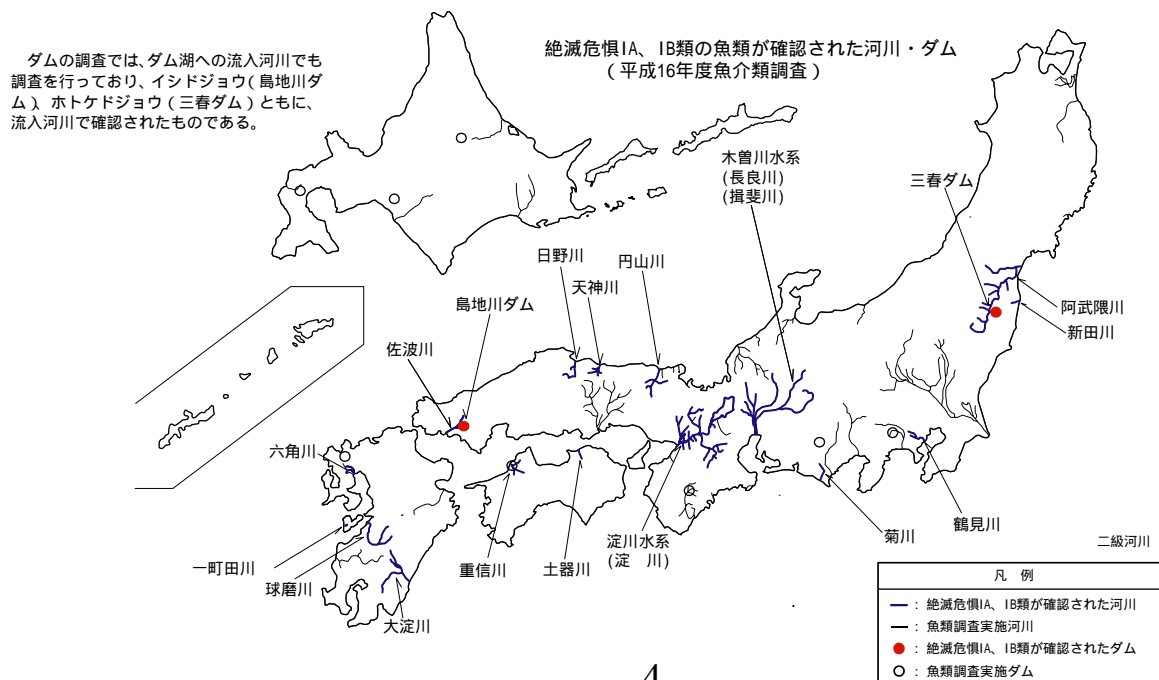 絶滅危惧IA、IB類の魚類が確認された河川・ダム
（平成16年度魚介類調査）
ダムの調査では、ダム湖への流入河川でも
調査を行っており、イシドジョウ（島地川ダ
ム）、ホトケドジョウ（三春ダム）ともに、
流入河川で確認されたものである。
木曽川水系
(長良川)
(揖斐川)
三春ダム
日野川
天神川
円山川
島地川ダム
佐波川
阿武隈川
新田川
六角川
一町田川
球磨川
大淀川
重信川
土器川
淀川水系
(淀　川)
菊川
鶴見川
二級河川
凡 例
: 絶滅危惧IA、IB類が確認された河川
: 魚類調査実施河川
: 絶滅危惧IA、IB類が確認されたダム
: 魚類調査実施ダム